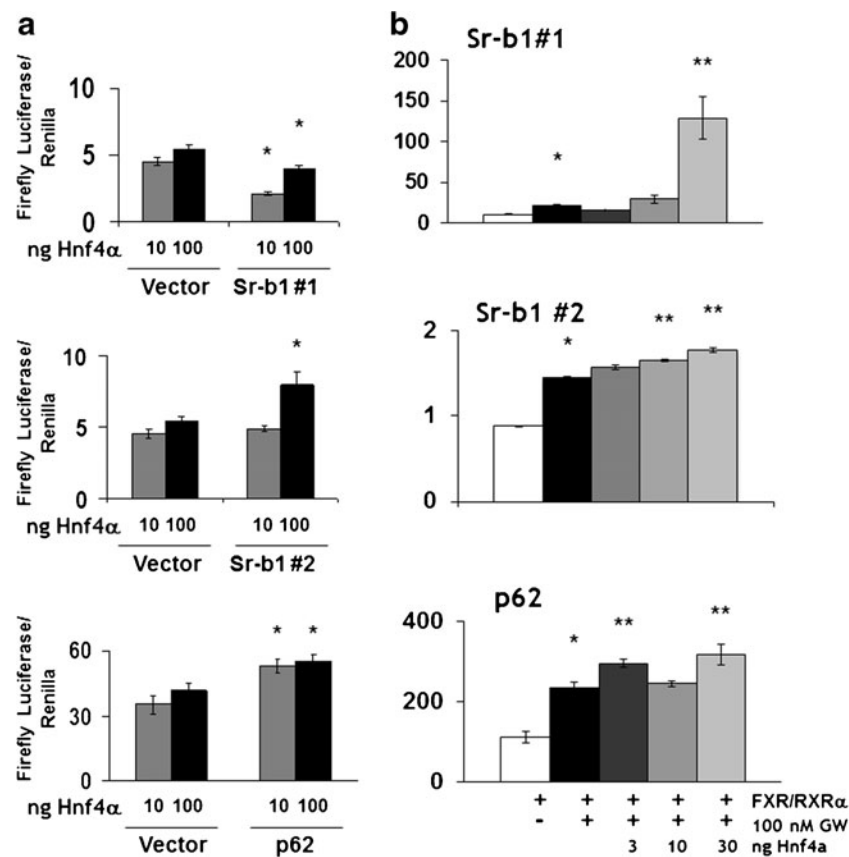 a
Firefly Luciferase/
Renilla
10
5
0
*
*
ng Hnf4α 10 100 10 100
Vector Sr-b1 #1
Firefly Luciferase/
Renilla
10
5
0
*
ng Hnf4α 10 100 10 100
Vector Sr-b1 #2
Firefly Luciferase/
Renilla
60
30
0
* *
ng Hnf4α 10 100 10 100
Vector p62
b
Sr-b1#1
200
150
100
50
0
*
**
Sr-b1 #2
2
1
0
*
**
**
p62
400
200
0
*
**
**
+ + + + + FXR/RXRα
- + + + + 100 nM GW
3 10 30 ng Hnf4a